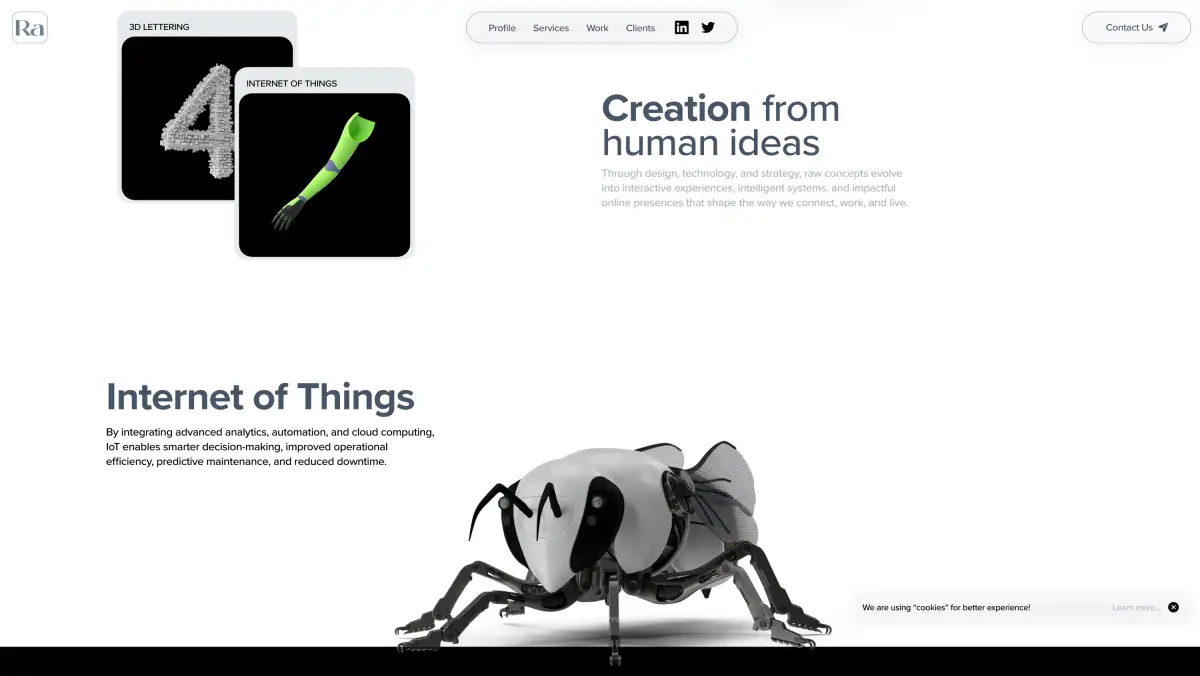 Ra
Profile
Services
Work
Clients
Contact Us
3D LETTERING
4
INTERNET OF THINGS
Creation from
human ideas
Through design, technology, and strategy, raw concepts evolve
into interactive experiences, intelligent systems, and impactful
online presences that shape the way we connect, work, and live.
Internet of Things
By integrating advanced analytics, automation, and cloud computing,
IoT enables smarter decision-making, improved operational
efficiency, predictive maintenance, and reduced downtime.
We are using “cookies” for better experience!
Learn more...